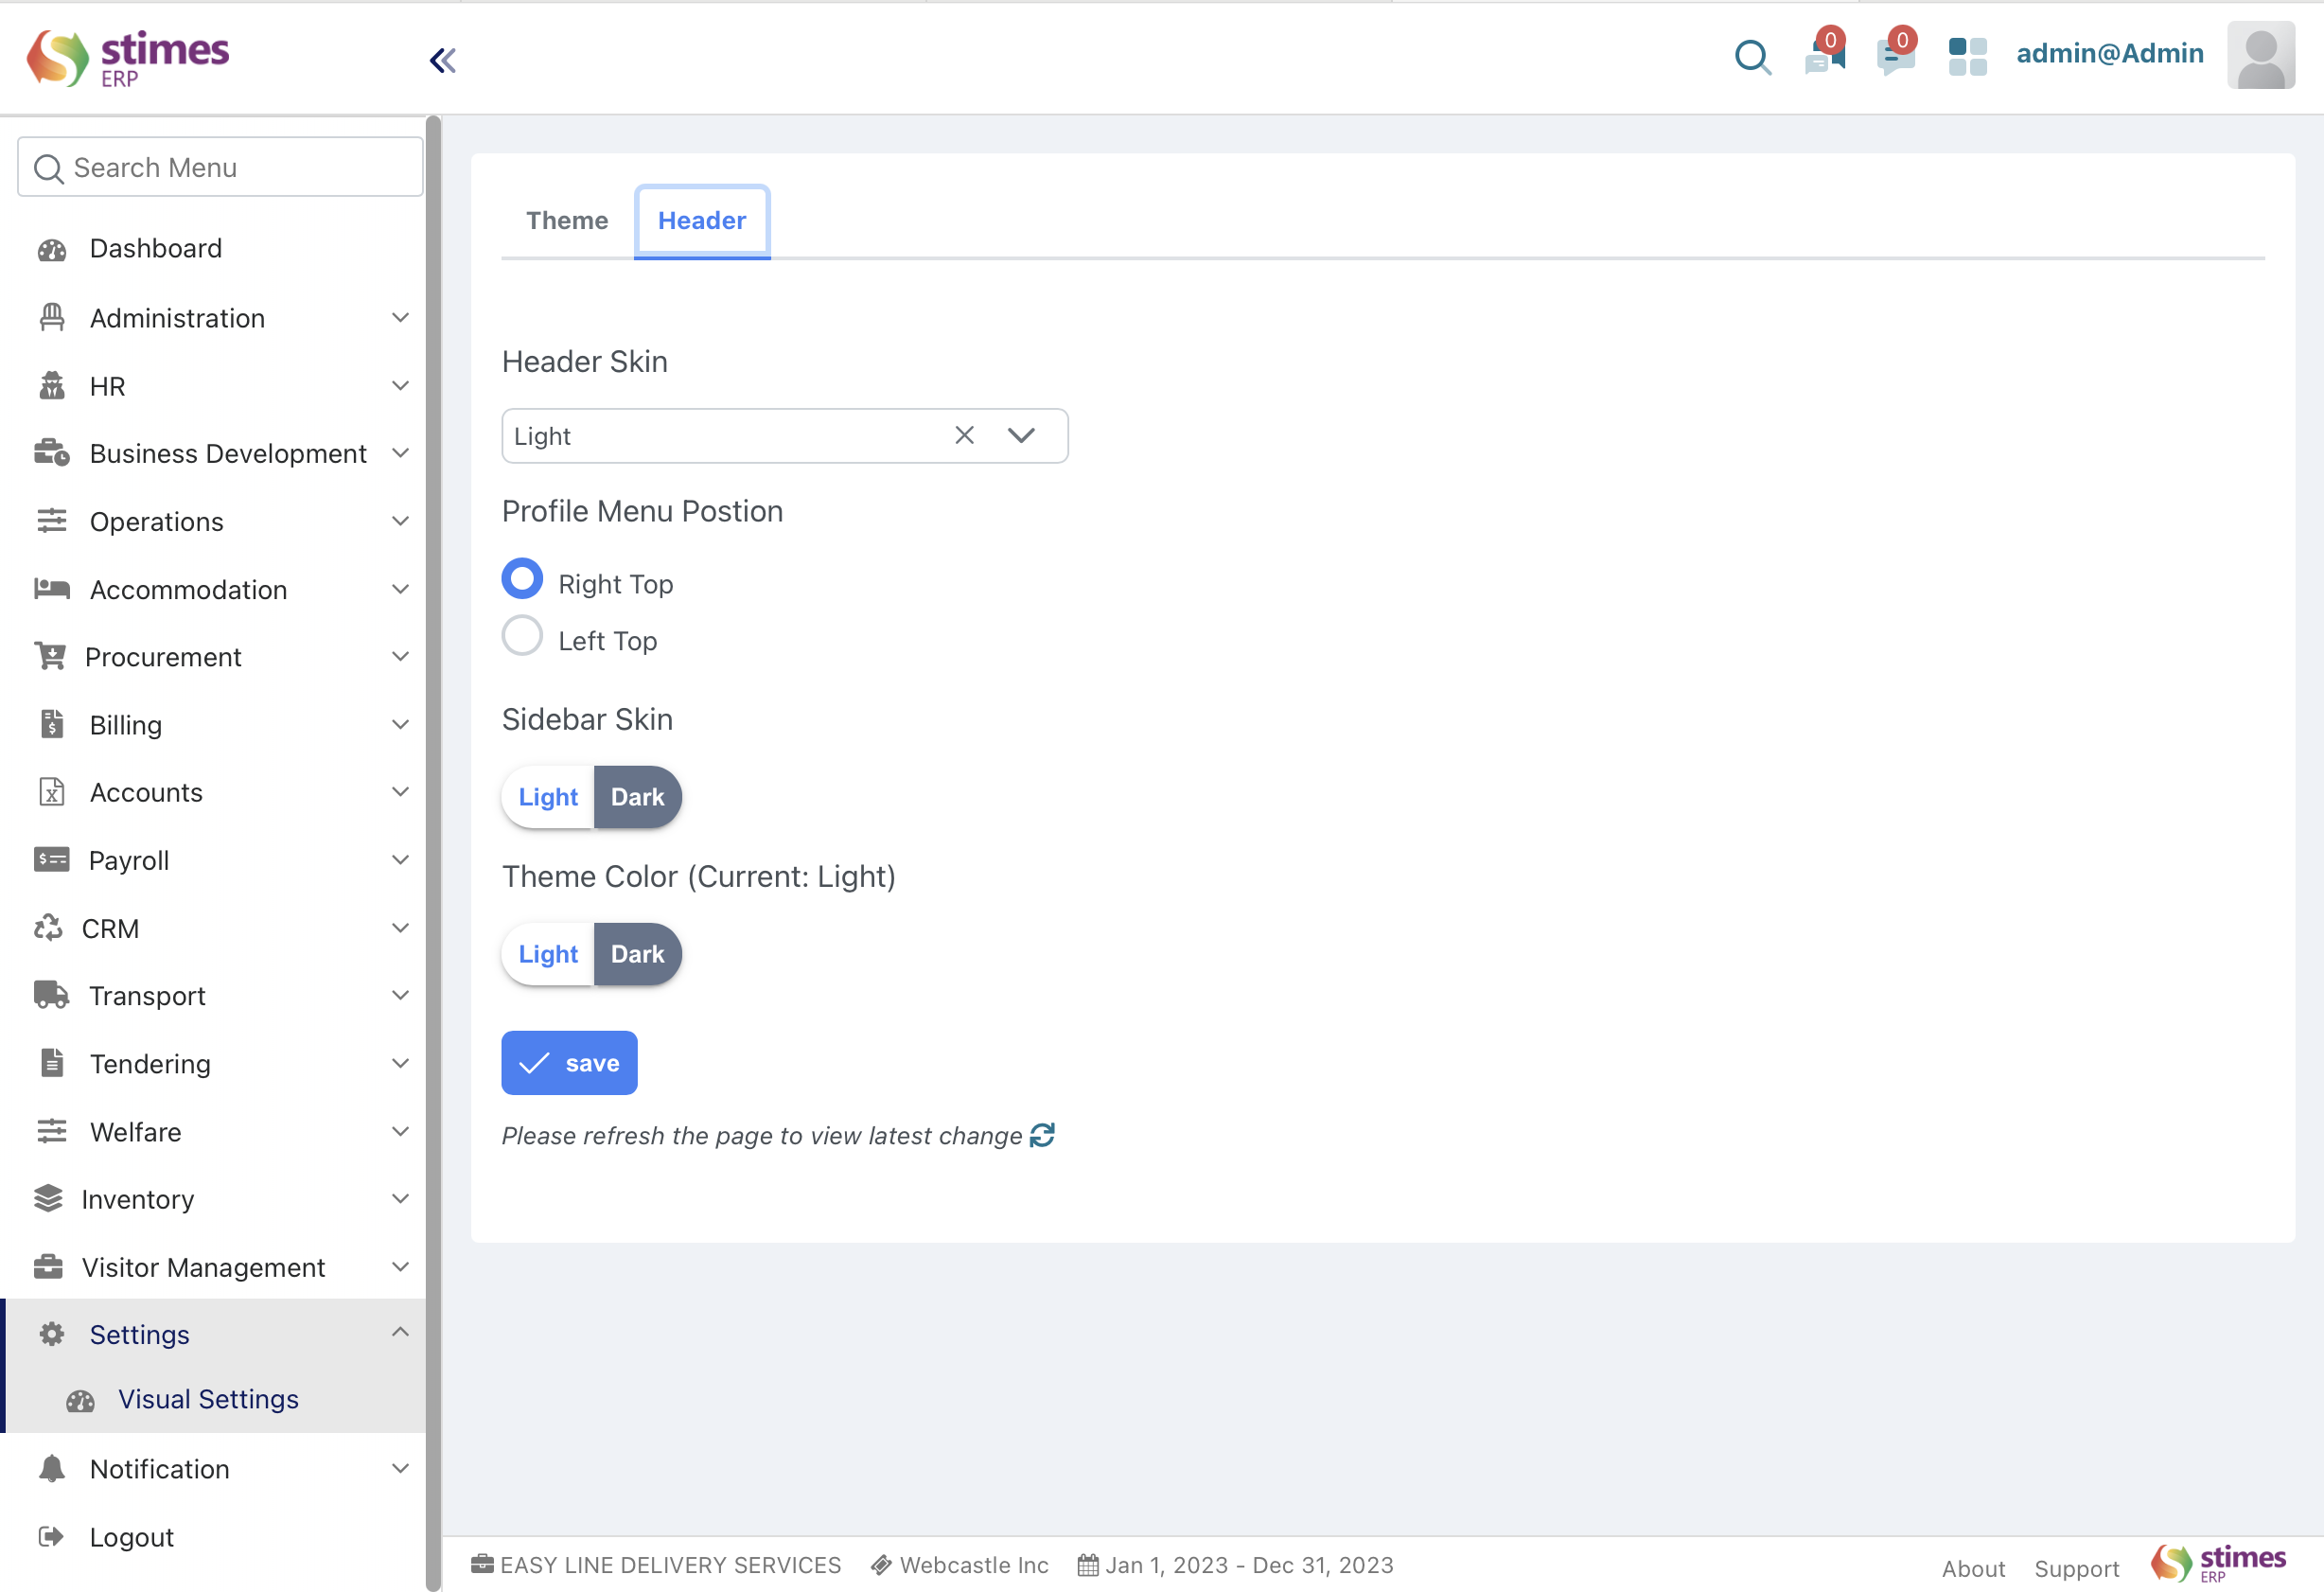 stimes
ERP
0
0
admin@Admin
Search Menu
Dashboard
Administration
HR
Business Development
Operations
Accommodation
Procurement
Billing
Accounts
Payroll
CRM
Transport
Tendering
Welfare
Inventory
Visitor Management
Settings
Visual Settings
Notification
Logout
Theme Header
Header Skin
Light
Profile Menu Postion
Right Top
Left Top
Sidebar Skin
Light Dark
Theme Color (Current: Light)
Light Dark
save
Please refresh the page to view latest change
EASY LINE DELIVERY SERVICES Webcastle Inc Jan 1, 2023 - Dec 31, 2023
About Support stimes
ERP